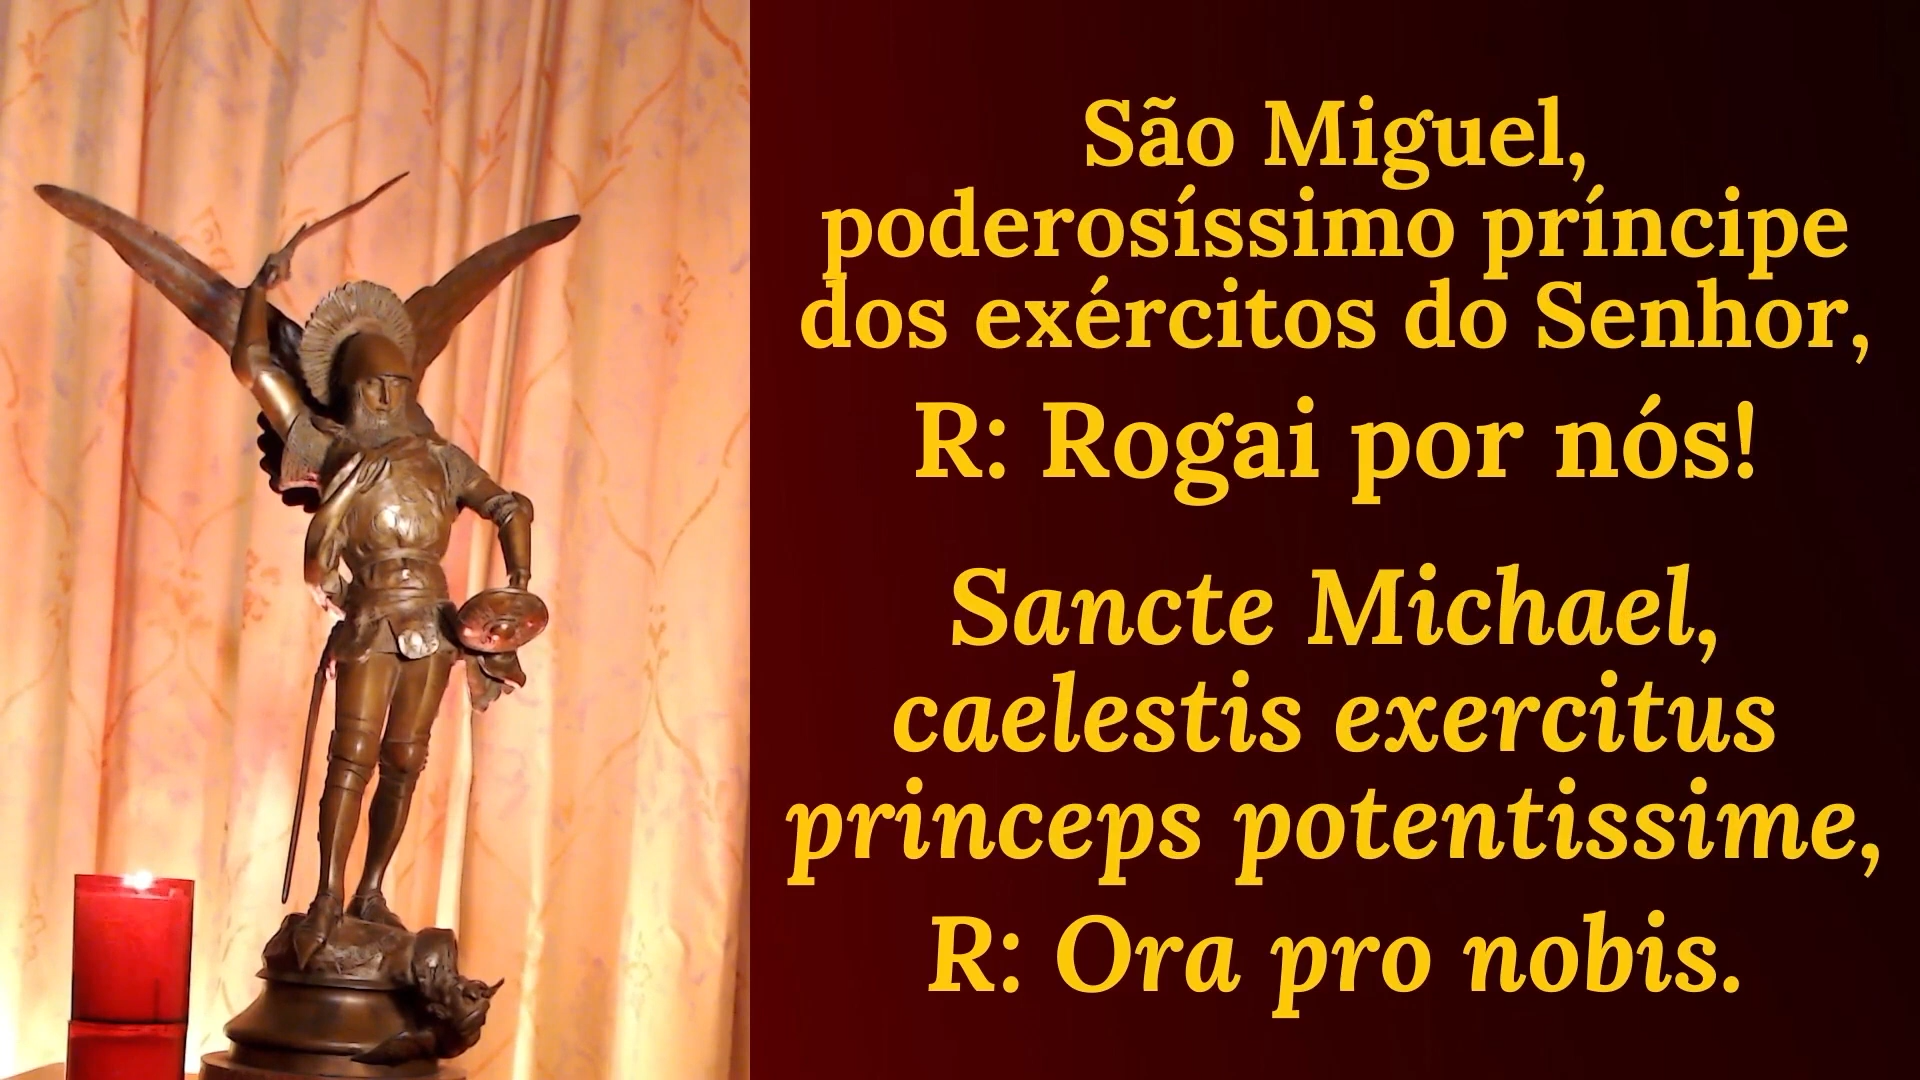 São Miguel,
poderosíssimo príncipe
dos exércitos do Senhor,
R: Rogai por nós!
Sancte Michael,
caelestis exercitus
princeps potentissime,
R: Ora pro nobis.